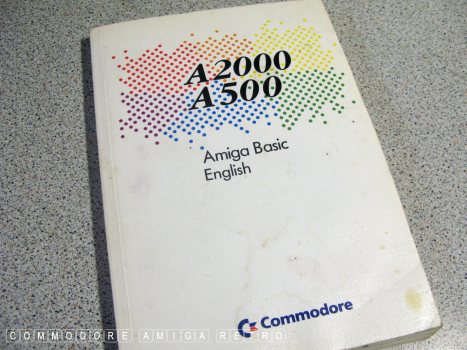 A2000
A500
Amiga Basic
English
Commodore
COMMODORE AMIGA RETRO